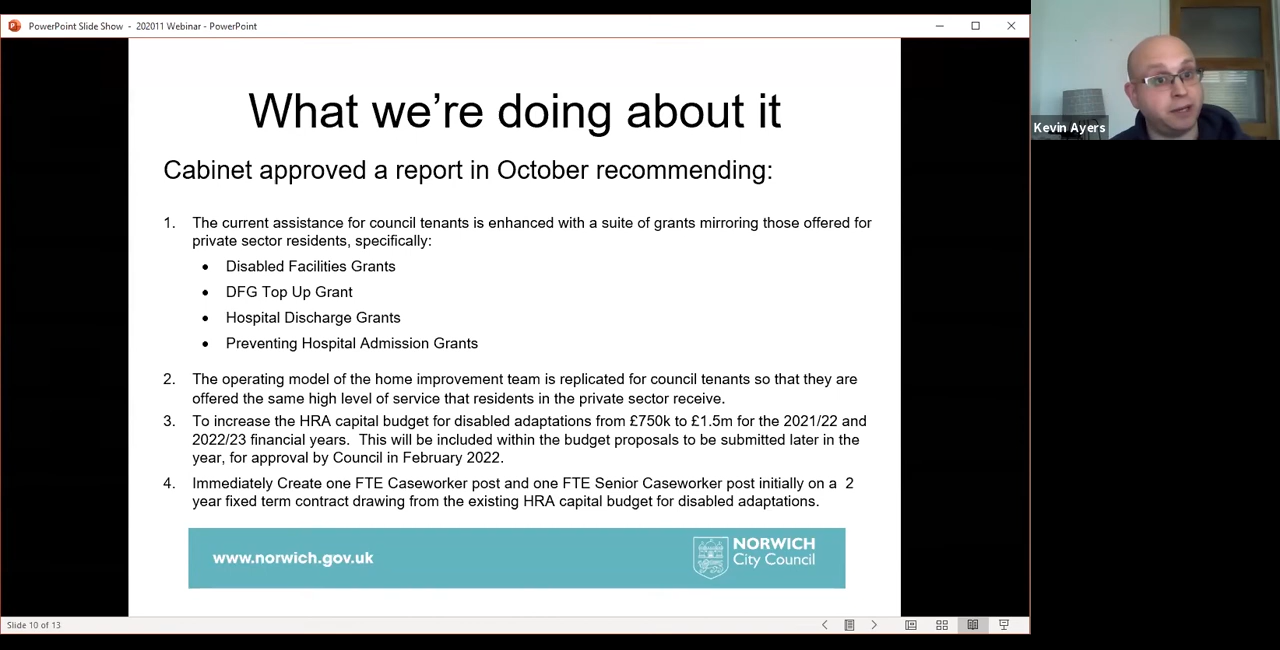 PowerPoint Slide Show - 202011 Webinar - PowerPoint
What we’re doing about it
Cabinet approved a report in October recommending:
1. The current assistance for council tenants is enhanced with a suite of grants mirroring those offered for
private sector residents, specifically:
• Disabled Facilities Grants
• DFG Top Up Grant
• Hospital Discharge Grants
• Preventing Hospital Admission Grants
2. The operating model of the home improvement team is replicated for council tenants so that they are
offered the same high level of service that residents in the private sector receive.
3. To increase the HRA capital budget for disabled adaptations from £750k to £1.5m for the 2021/22 and
2022/23 financial years. This will be included within the budget proposals to be submitted later in the
year, for approval by Council in February 2022.
4. Immediately Create one FTE Caseworker post and one FTE Senior Caseworker post initially on a 2
year fixed term contract drawing from the existing HRA capital budget for disabled adaptations.
www.norwich.gov.uk
NORWICH
City Council
Slide 10 of 13
Kevin Ayers